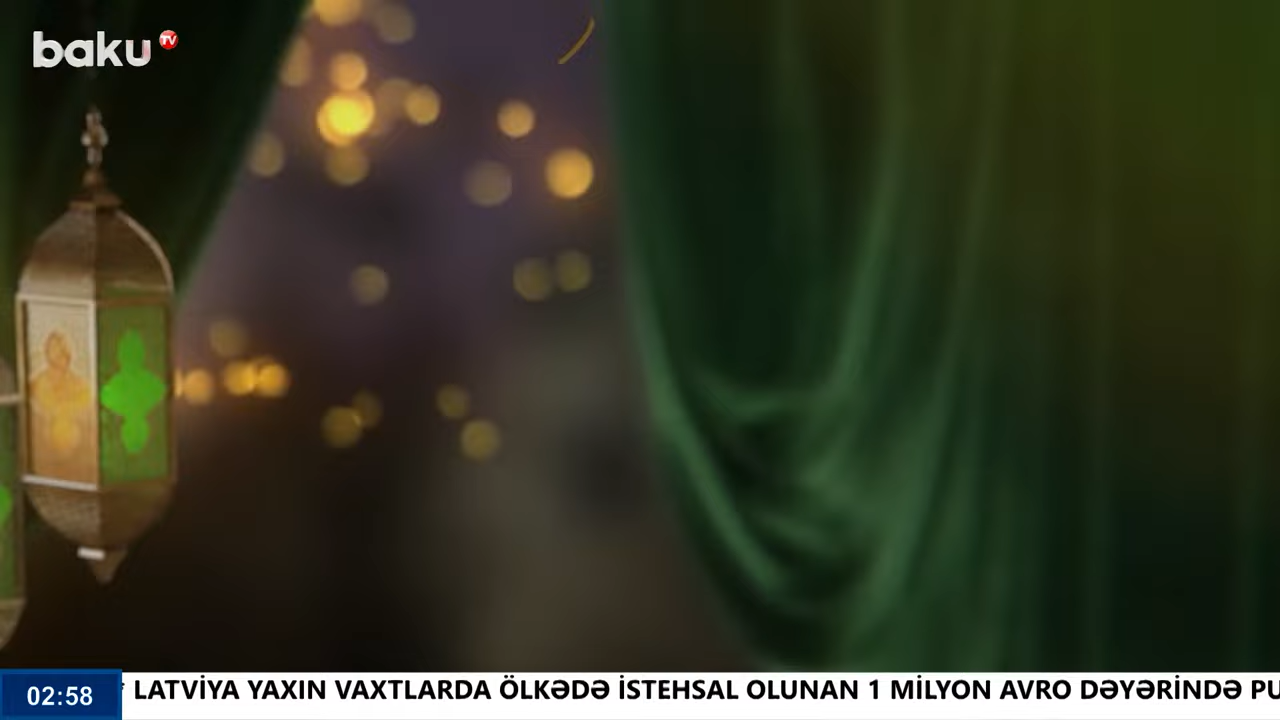 baku TV
02:58
* LATVİYA YAXIN VAXTLARDA ÖLKƏDƏ İSTEHSAL OLUNAN 1 MİLYON AVRO DƏYƏRİNDƏ